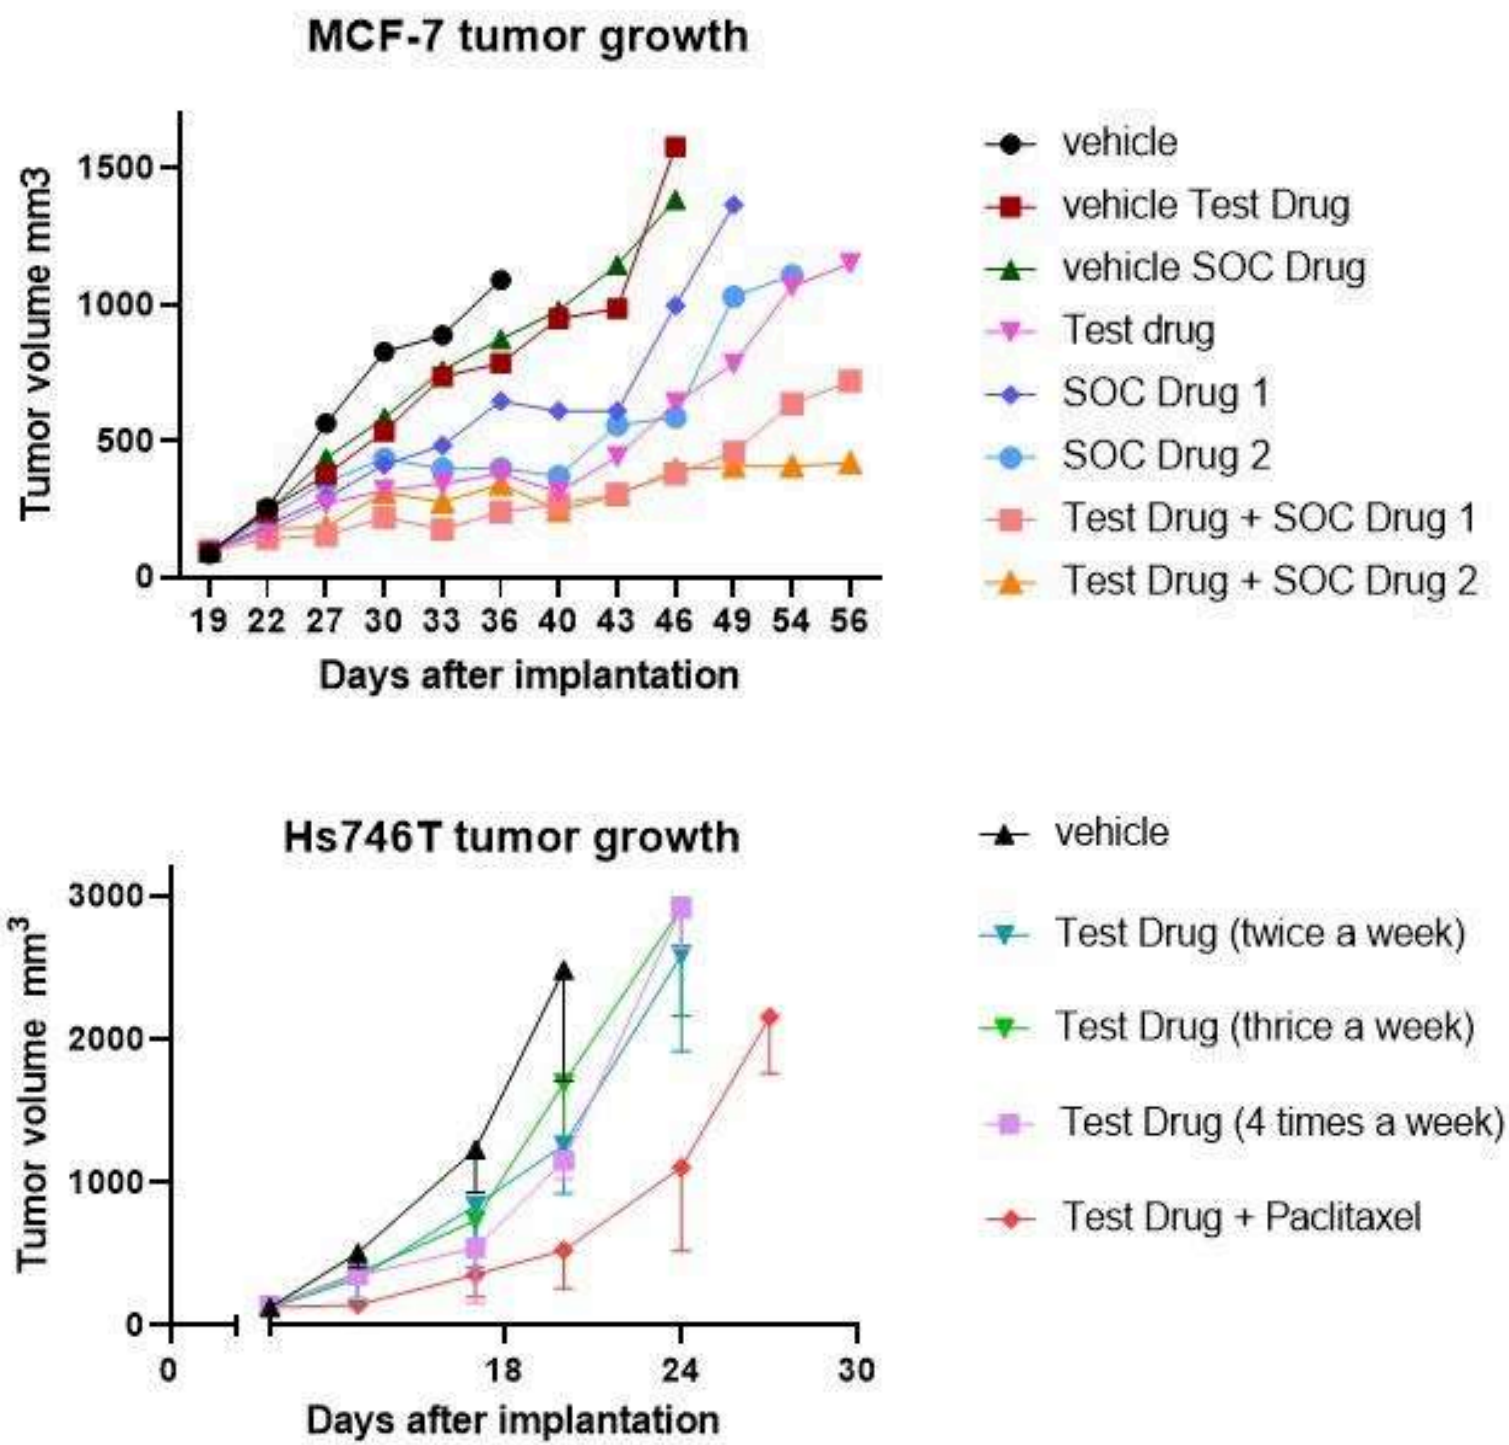 MCF-7 tumor growth
Tumor volume mm3
1500
1000
500
0
19 22 27 30 33 36 40 43 46 49 54 56
Days after implantation
vehicle
vehicle Test Drug
vehicle SOC Drug
Test drug
SOC Drug 1
SOC Drug 2
Test Drug + SOC Drug 1
Test Drug + SOC Drug 2
Hs746T tumor growth
Tumor volume mm³
3000
2000
1000
0
0 18 24 30
Days after implantation
vehicle
Test Drug (twice a week)
Test Drug (thrice a week)
Test Drug (4 times a week)
Test Drug + Paclitaxel